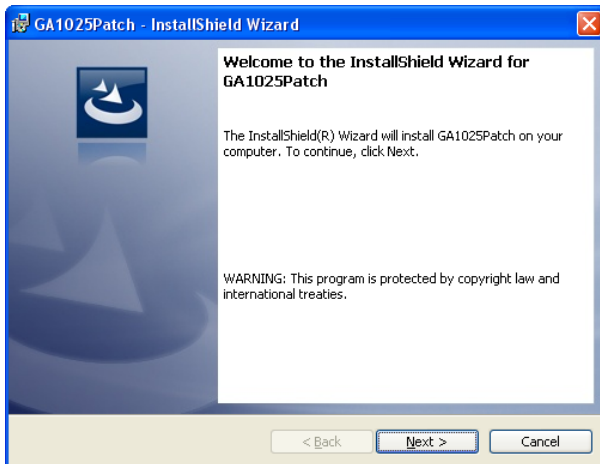 GA1025Patch - InstallShield Wizard
Welcome to the InstallShield Wizard for
GA1025Patch
The InstallShield(R) Wizard will install GA1025Patch on your
computer. To continue, click Next.
WARNING: This program is protected by copyright law and
international treaties.
< Back Next > Cancel